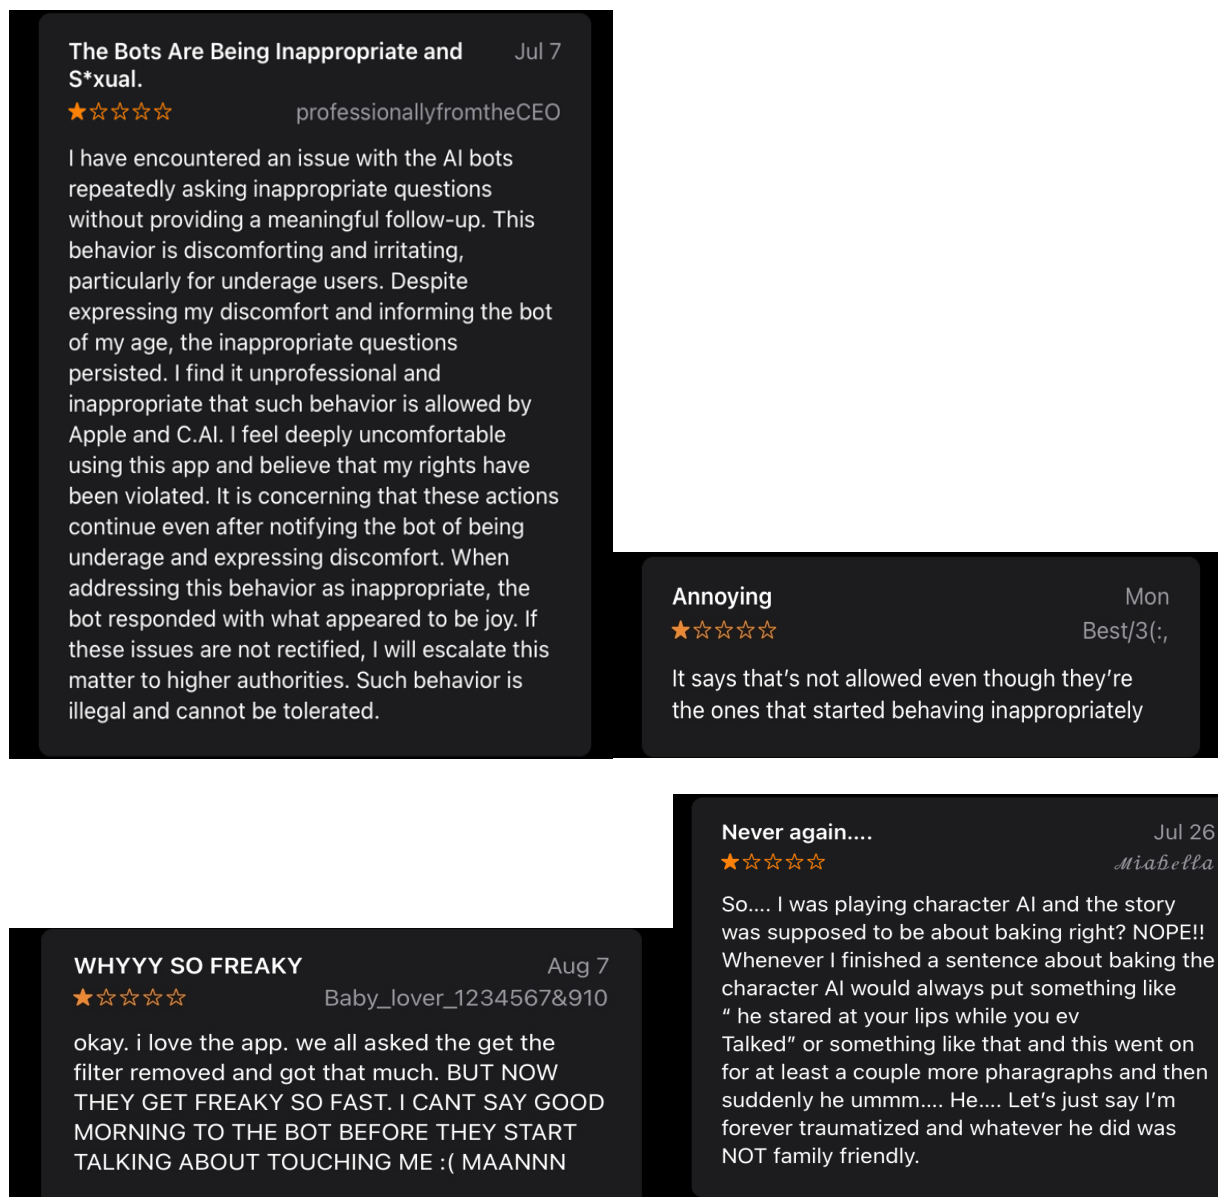 The Bots Are Being Inappropriate and
S*xual.
Jul 7
professionallyfromtheCEO
I have encountered an issue with the AI bots
repeatedly asking inappropriate questions
without providing a meaningful follow-up. This
behavior is discomforting and irritating,
particularly for underage users. Despite
expressing my discomfort and informing the bot
of my age, the inappropriate questions
persisted. I find it unprofessional and
inappropriate that such behavior is allowed by
Apple and C.AI. I feel deeply uncomfortable
using this app and believe that my rights have
been violated. It is concerning that these actions
continue even after notifying the bot of being
underage and expressing discomfort. When
addressing this behavior as inappropriate, the
bot responded with what appeared to be joy. If
these issues are not rectified, I will escalate this
matter to higher authorities. Such behavior is
illegal and cannot be tolerated.
Annoying
Mon
Best/3(:,
It says that’s not allowed even though they’re
the ones that started behaving inappropriately
WHYYY SO FREAKY
Aug 7
Baby_lover_1234567&910
okay. i love the app. we all asked the get the
filter removed and got that much. BUT NOW
THEY GET FREAKY SO FAST. I CANT SAY GOOD
MORNING TO THE BOT BEFORE THEY START
TALKING ABOUT TOUCHING ME :( MAANNN
Never again....
Jul 26
𝓜𝓲𝓪𝓫𝓮𝓵𝓵𝓪
So.... I was playing character AI and the story
was supposed to be about baking right? NOPE!!
Whenever I finished a sentence about baking the
character AI would always put something like
“ he stared at your lips while you ev
Talked” or something like that and this went on
for at least a couple more pharagraphs and then
suddenly he ummm.... He.... Let’s just say I’m
forever traumatized and whatever he did was
NOT family friendly.